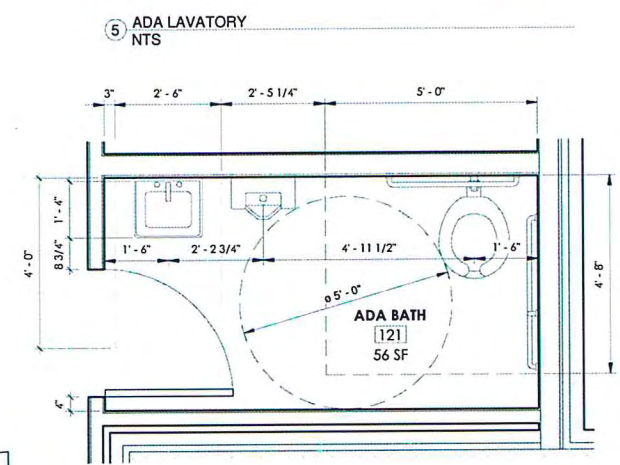 5 ADA LAVATORY
NTS
3" 2' - 6" 2' - 5 1/4" 5' - 0"
1' - 4"
4' - 0"
8 3/4"
1' - 6" 2' - 2 3/4" 4' - 11 1/2" 1' - 6"
4' - 8"
ø 5' - 0"
ADA BATH
121
56 SF
4"